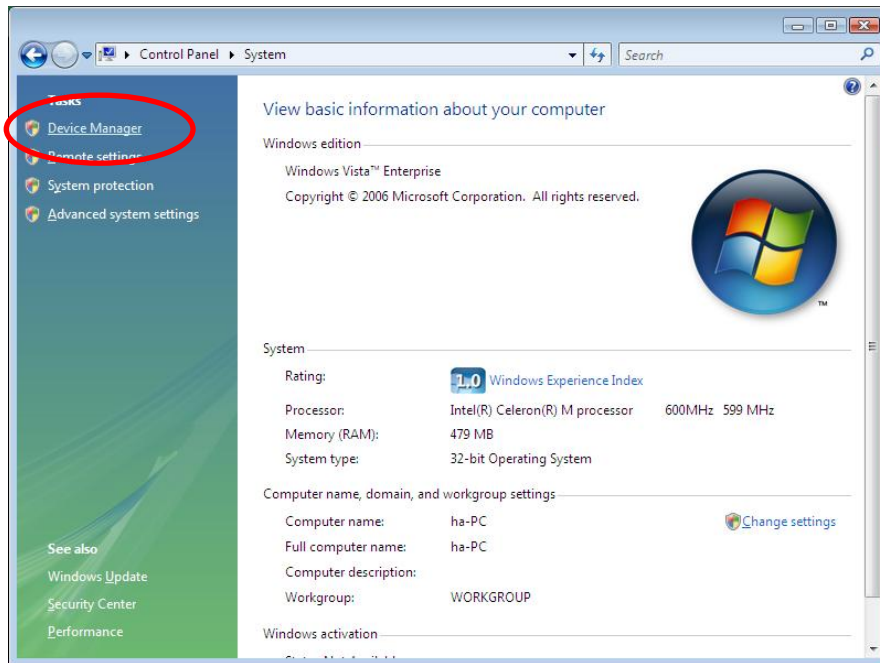 Control Panel ▸ System
Search
Tasks
Device Manager
Remote settings
System protection
Advanced system settings
See also
Windows Update
Security Center
Performance
View basic information about your computer
Windows edition
Windows Vista™ Enterprise
Copyright © 2006 Microsoft Corporation. All rights reserved.
TM
System
Rating: 1.0 Windows Experience Index
Processor: Intel(R) Celeron(R) M processor 600MHz 599 MHz
Memory (RAM): 479 MB
System type: 32-bit Operating System
Computer name, domain, and workgroup settings
Computer name: ha-PC Change settings
Full computer name: ha-PC
Computer description:
Workgroup: WORKGROUP
Windows activation